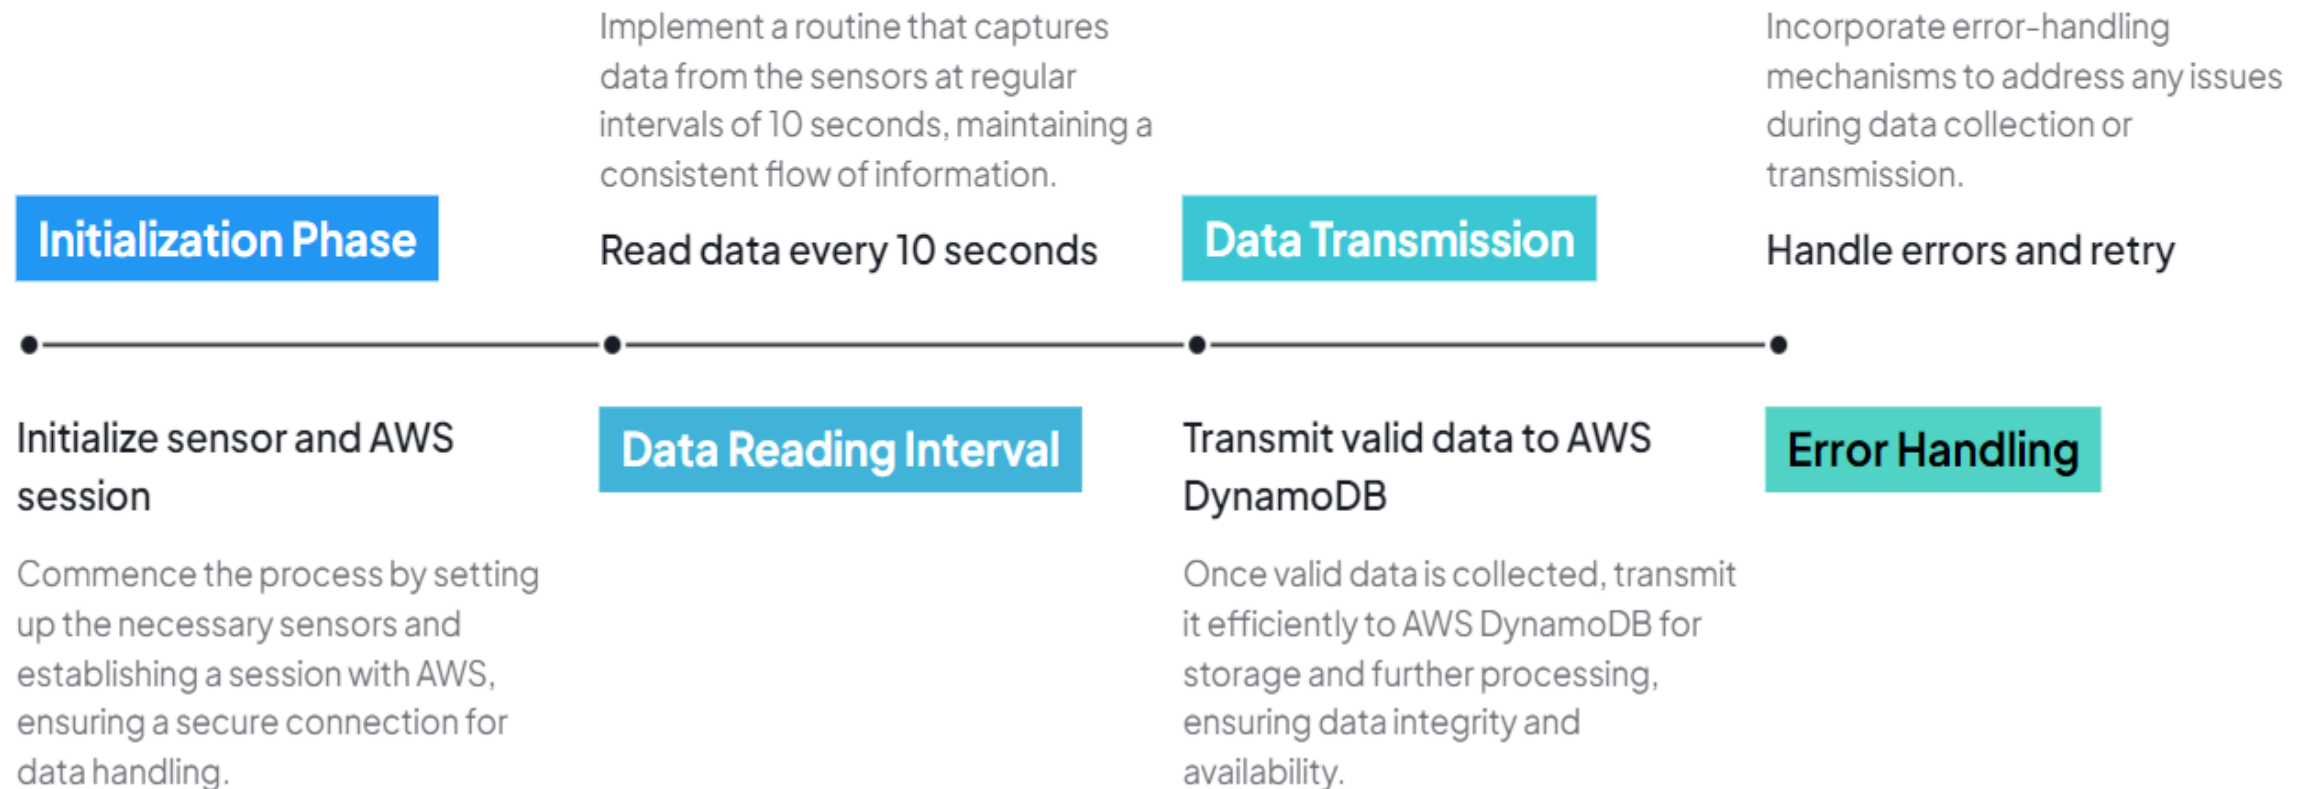 Initialization Phase
Initialize sensor and AWS
session
Commence the process by setting
up the necessary sensors and
establishing a session with AWS,
ensuring a secure connection for
data handling.
Implement a routine that captures
data from the sensors at regular
intervals of 10 seconds, maintaining a
consistent flow of information.
Read data every 10 seconds
Data Reading Interval
Data Transmission
Transmit valid data to AWS
DynamoDB
Once valid data is collected, transmit
it efficiently to AWS DynamoDB for
storage and further processing,
ensuring data integrity and
availability.
Incorporate error-handling
mechanisms to address any issues
during data collection or
transmission.
Handle errors and retry
Error Handling